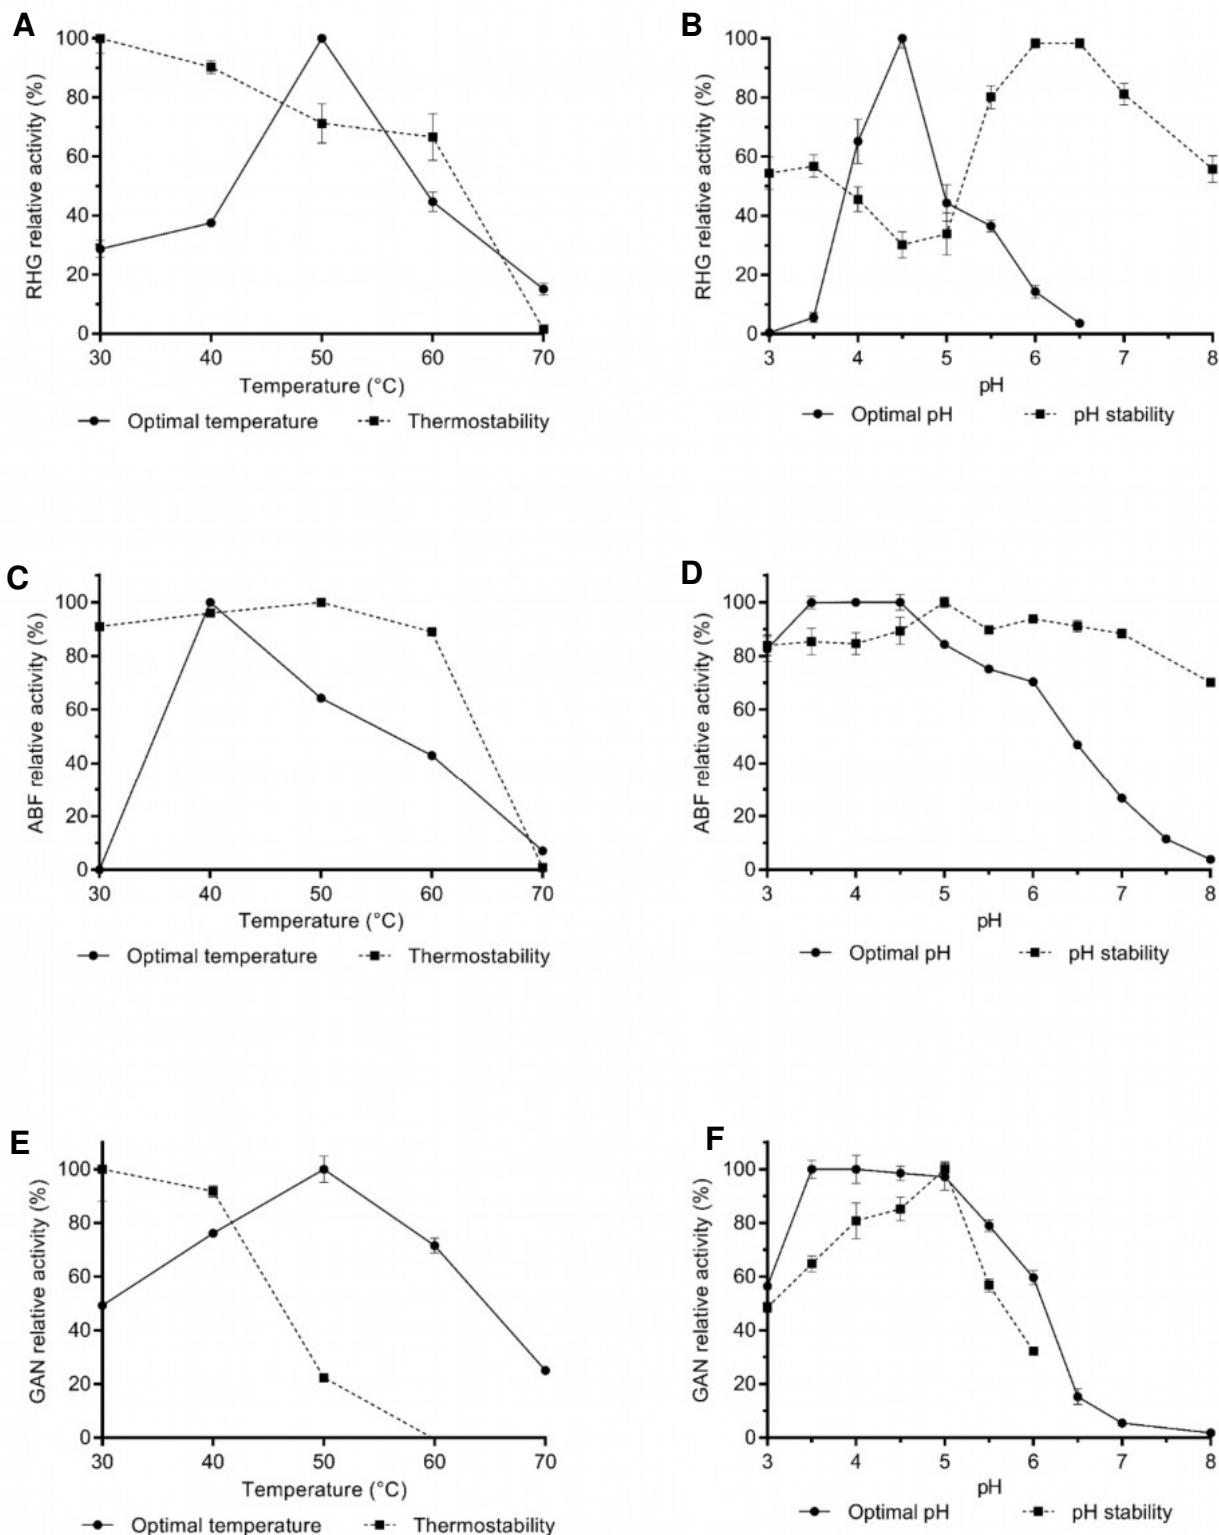 A
B
RHG relative activity (%)
100
80
60
40
20
0
30 40 50 60 70
Temperature (°C)
Optimal temperature Thermostability
RHG relative activity (%)
100
80
60
40
20
0
3 4 5 6 7 8
pH
Optimal pH pH stability
C
D
ABF relative activity (%)
100
80
60
40
20
0
30 40 50 60 70
Temperature (°C)
Optimal temperature Thermostability
ABF relative activity (%)
100
80
60
40
20
0
3 4 5 6 7 8
pH
Optimal pH pH stability
E
F
GAN relative activity (%)
100
80
60
40
20
0
30 40 50 60 70
Temperature (°C)
Optimal temperature Thermostability
GAN relative activity (%)
100
80
60
40
20
0
3 4 5 6 7 8
pH
Optimal pH pH stability